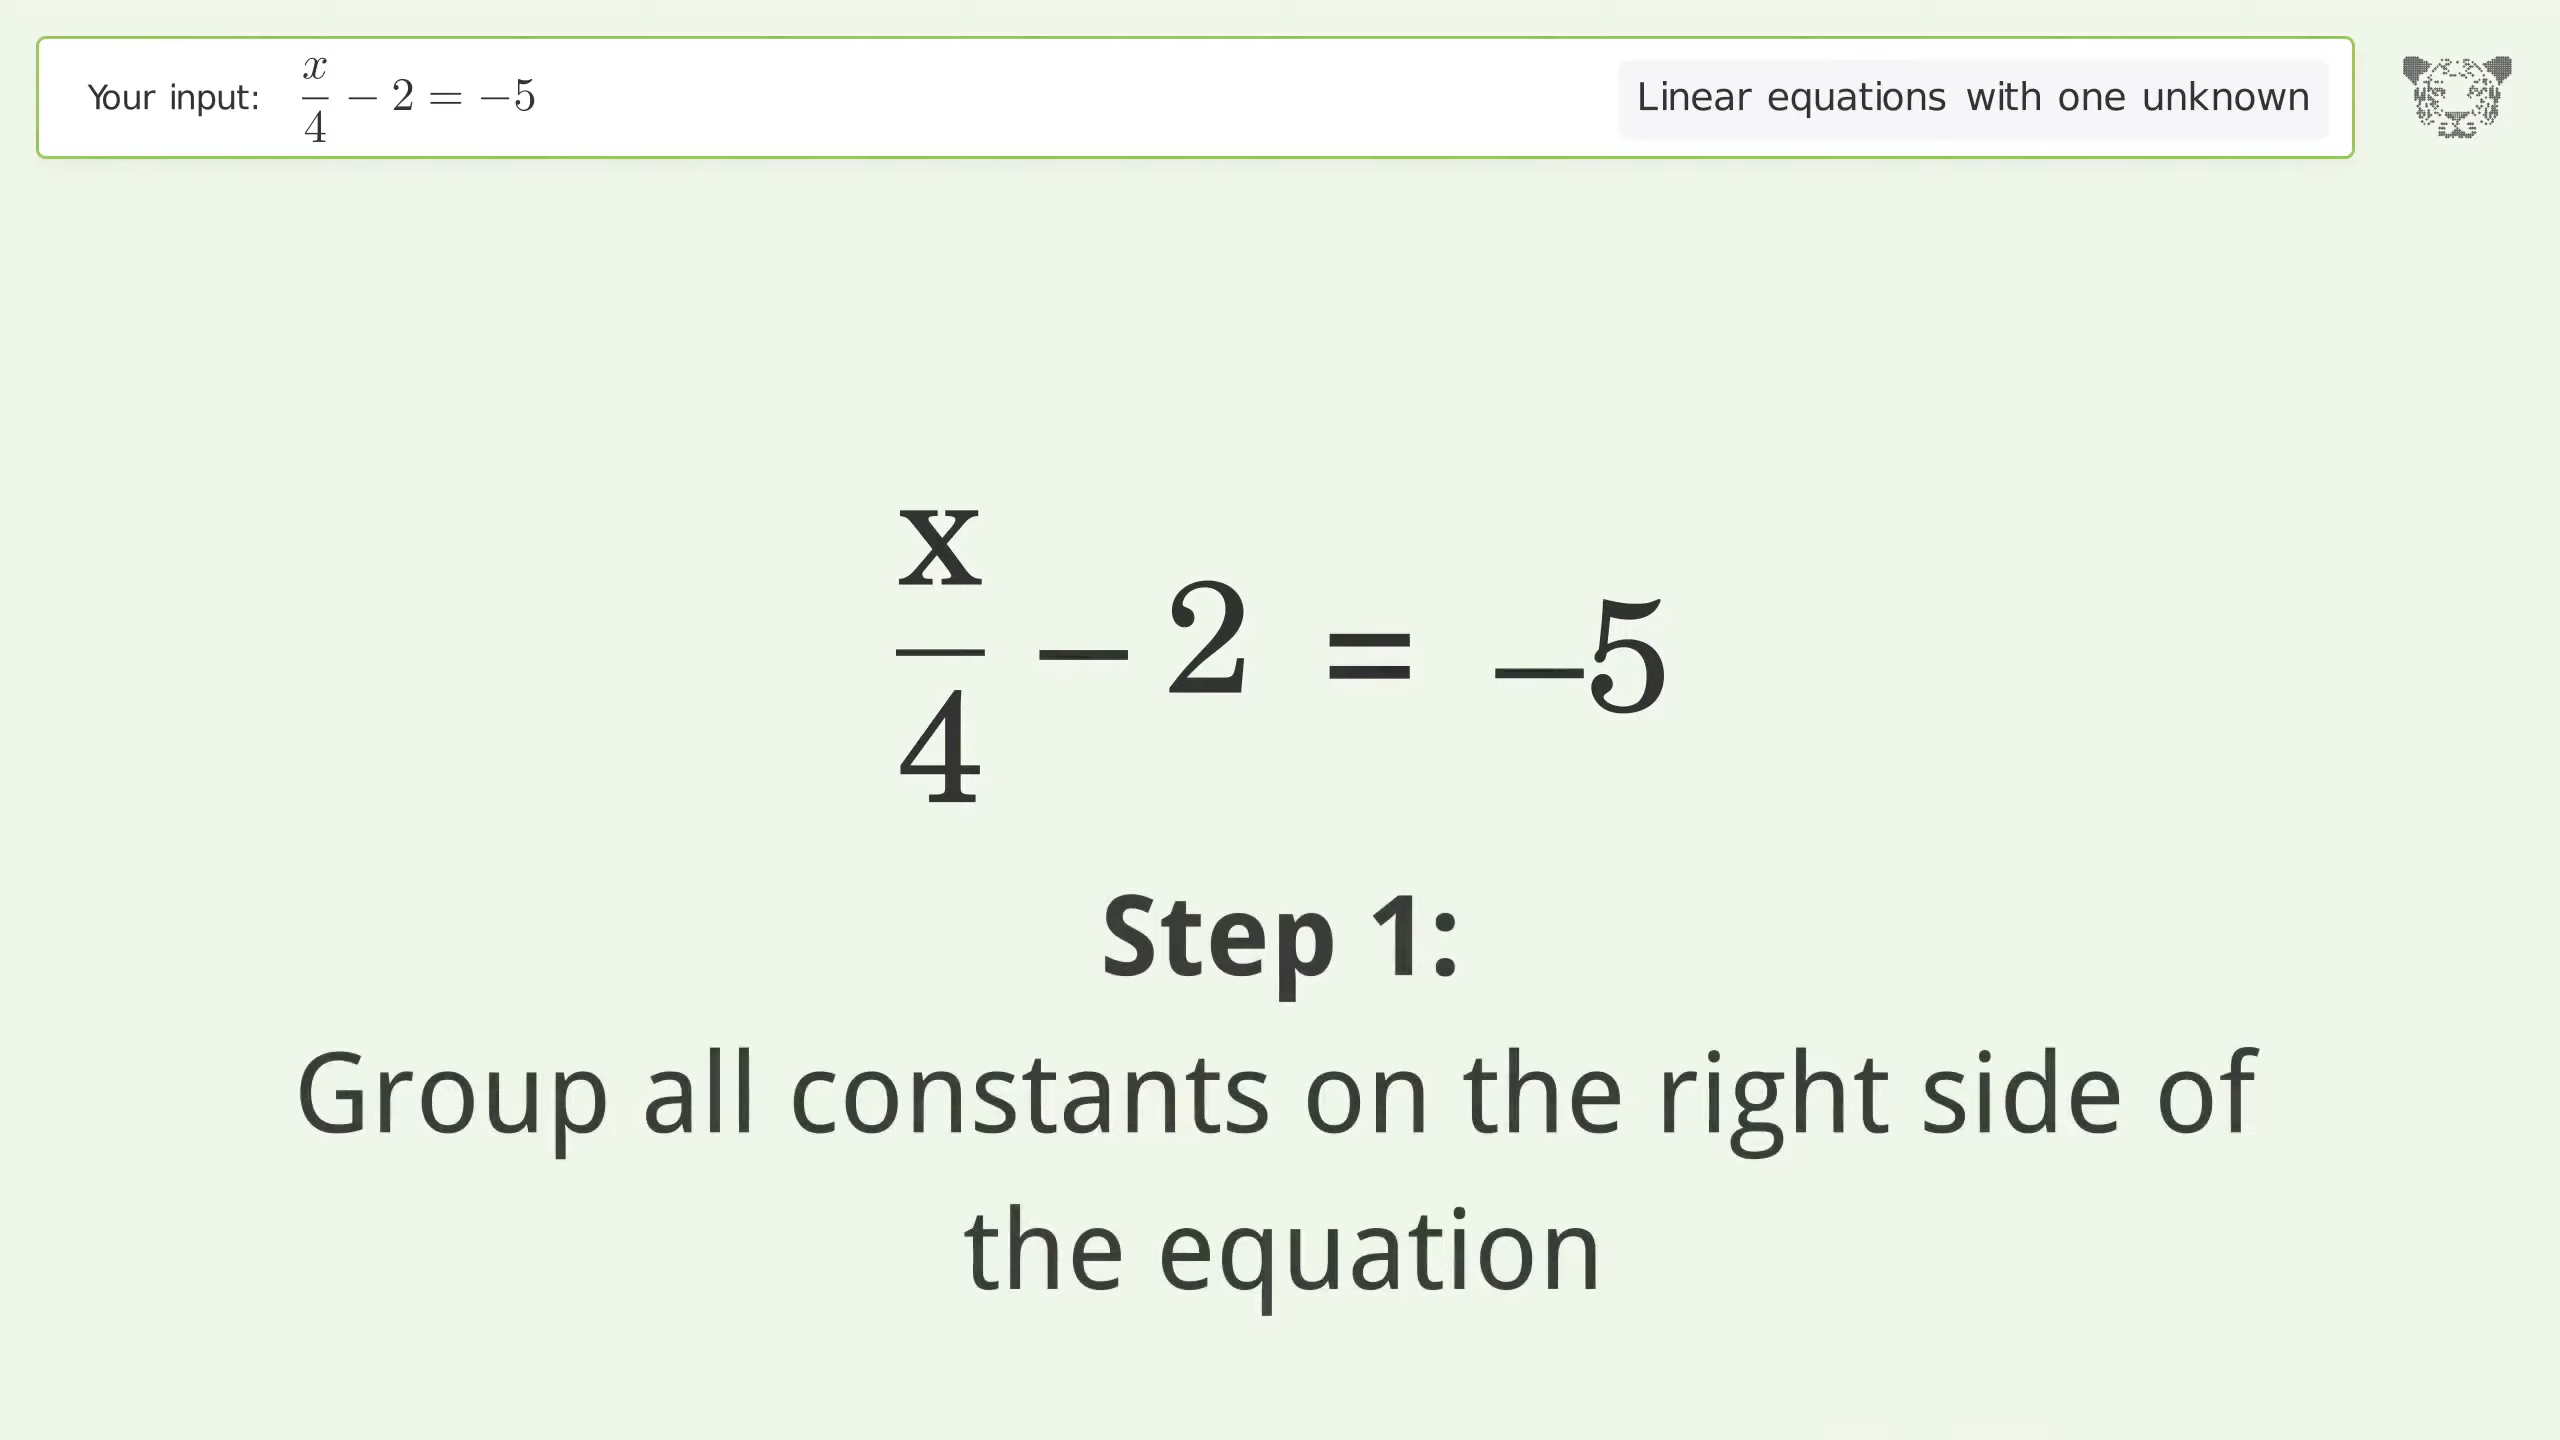 Your input: x/4 − 2 = −5
Linear equations with one unknown
x/4 − 2 = −5
Step 1:
Group all constants on the right side of
the equation